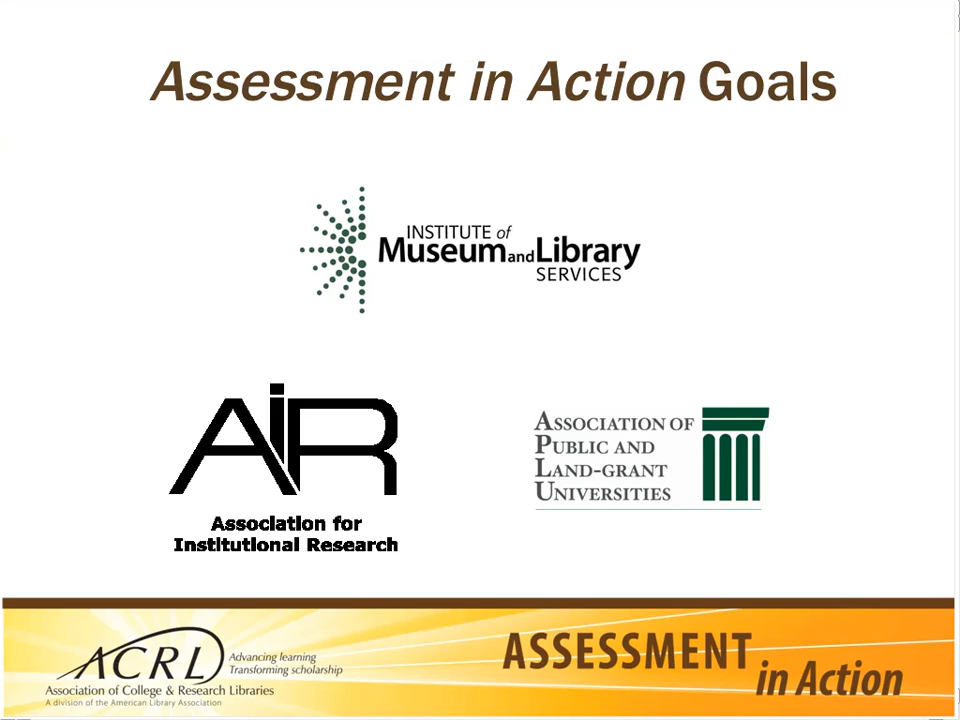 Assessment in Action Goals
INSTITUTE of
Museum and Library
SERVICES
AiR
Association for
Institutional Research
ASSOCIATION OF
PUBLIC AND
LAND-GRANT
UNIVERSITIES
ACRL
Advancing learning
Transforming scholarship
Association of College & Research Libraries
A division of the American Library Association
ASSESSMENT
in Action